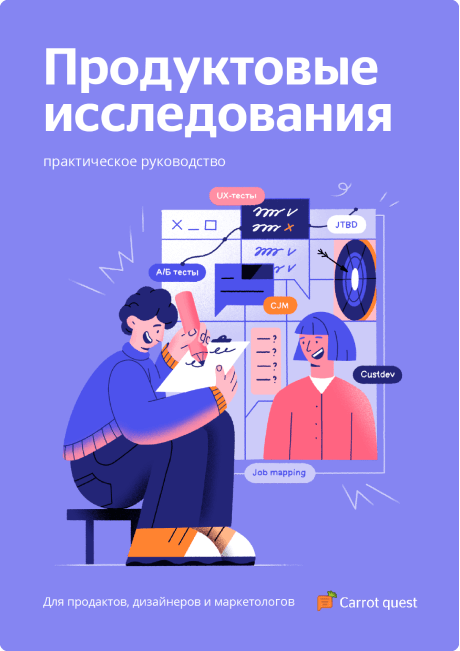 Продуктовые
исследования
практическое руководство
UX-тесты
JTBD
А/Б тесты
CJM
Custdev
Job mapping
Для продактов, дизайнеров и маркетологов
Carrot quest